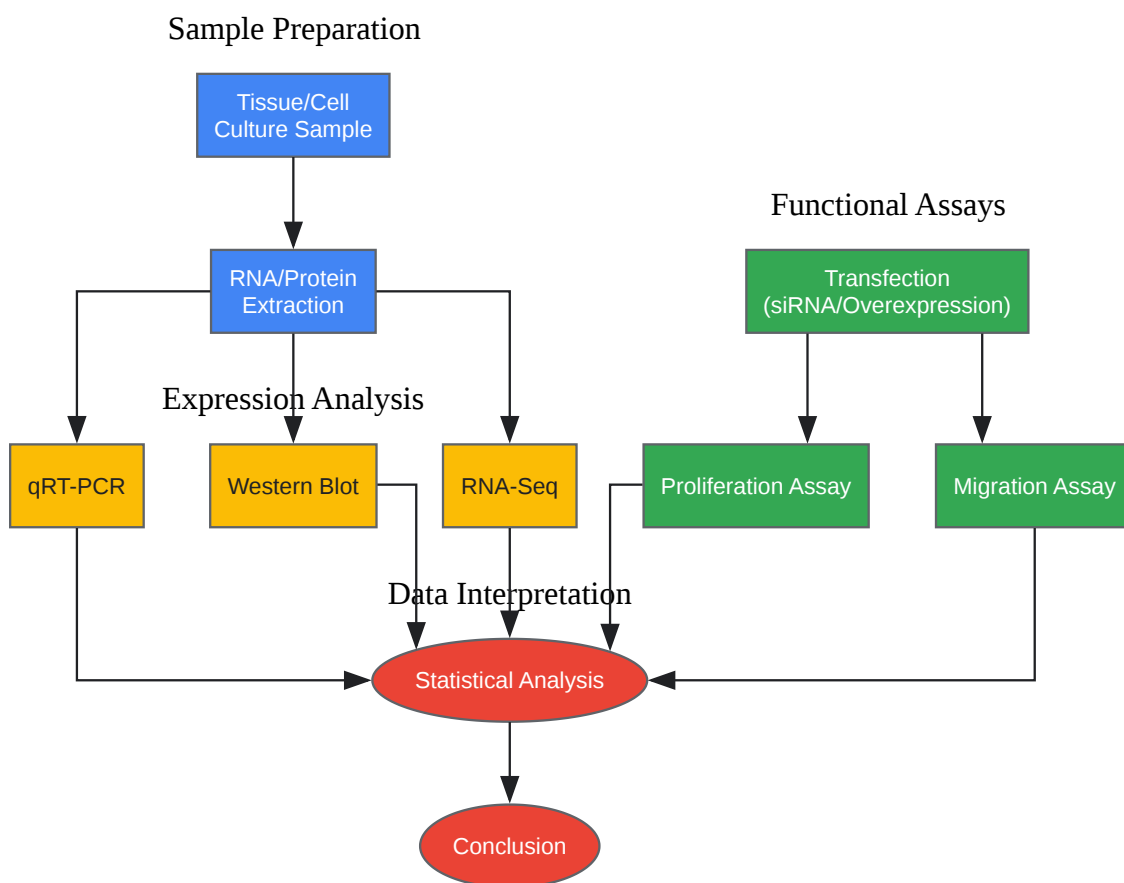 Sample Preparation
Tissue/Cell
Culture Sample
Functional Assays
RNA/Protein
Extraction
Transfection
(siRNA/Overexpression)
Expression Analysis
qRT-PCR
Western Blot
RNA-Seq
Proliferation Assay
Migration Assay
Data Interpretation
Statistical Analysis
Conclusion